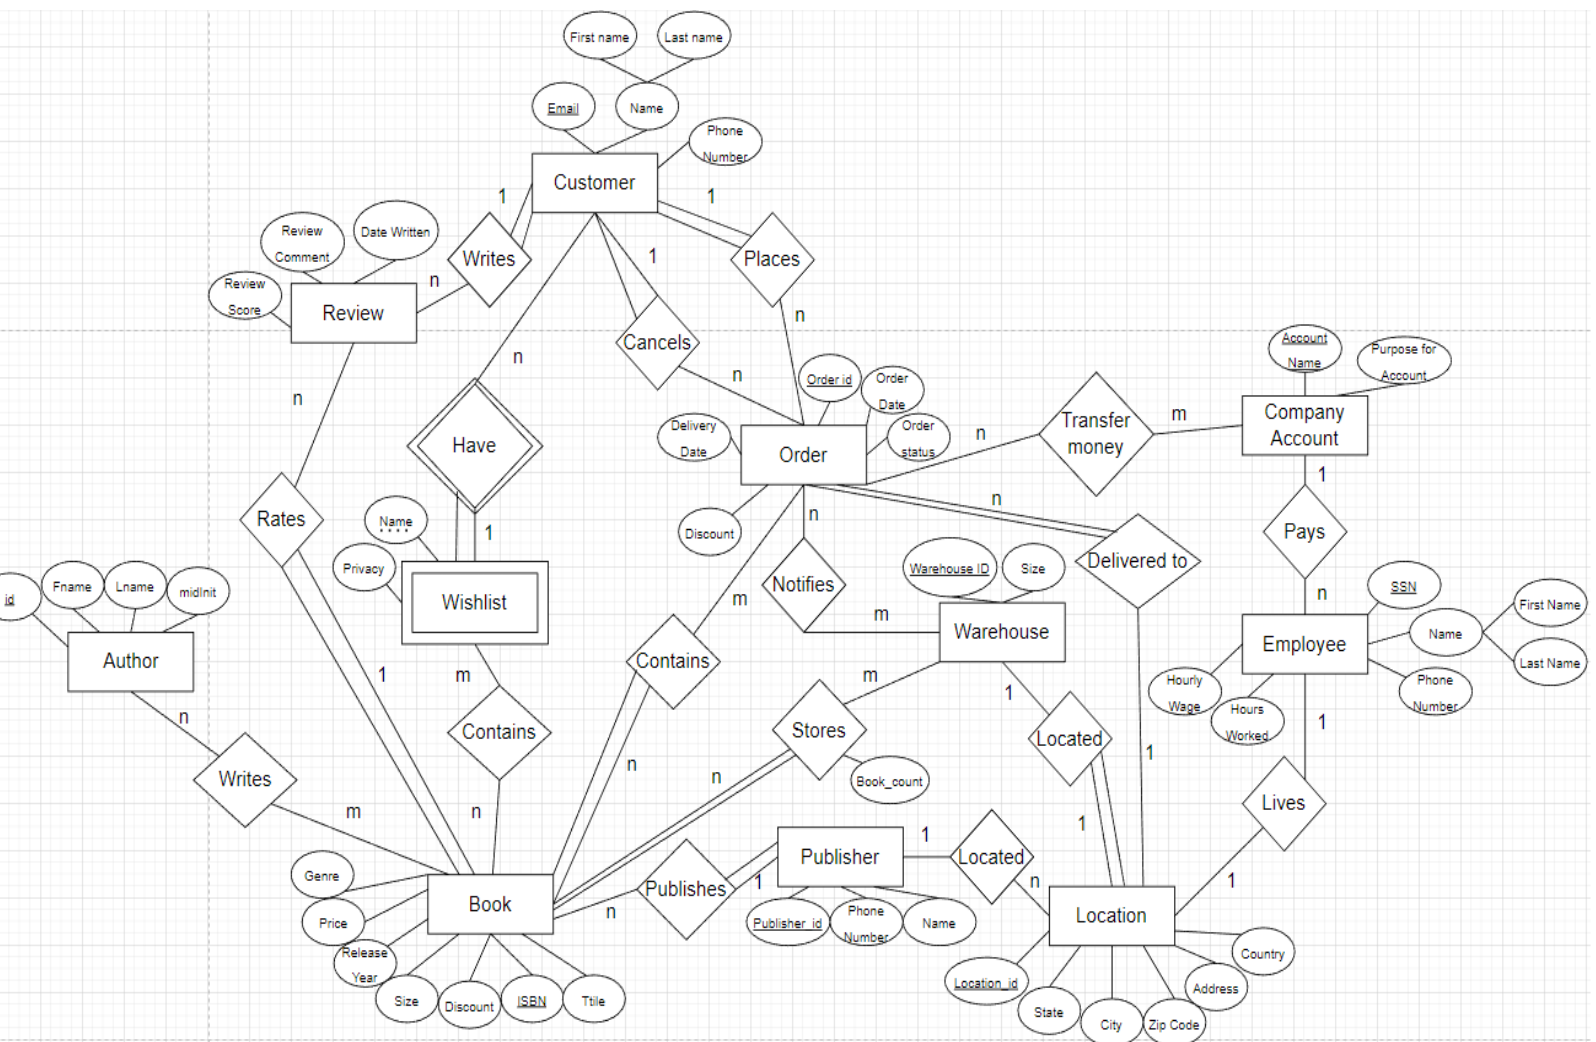 First name
Last name
Email
Name
Phone
Number
Customer
1
1
Writes
Places
Review
Comment
Date Written
Review
Score
Review
n
1
n
Cancels
n
n
n
Have
1
Order id
Order
Date
Delivery
Date
Order
status
Order
Discount
n
Transfer
money
m
Account
Name
Purpose for
Account
Company
Account
1
Pays
n
n
n
Rates
Name
Privacy
Wishlist
m
Notifies
m
Warehouse ID
Size
Warehouse
Delivered to
SSN
Name
First Name
Last Name
Employee
Phone
Number
Hourly
Wage
Hours
Worked
id
Fname
Lname
midInit
Author
n
1
m
Contains
Contains
m
1
Stores
Located
1
1
Lives
Writes
m
n
n
n
Book_count
1
1
Genre
Price
Release
Year
Book
Size
Discount
ISBN
Ttile
Publishes
n
1
Publisher
1
Located
n
Publisher_id
Phone
Number
Name
Location
Location_id
State
City
Zip Code
Address
Country